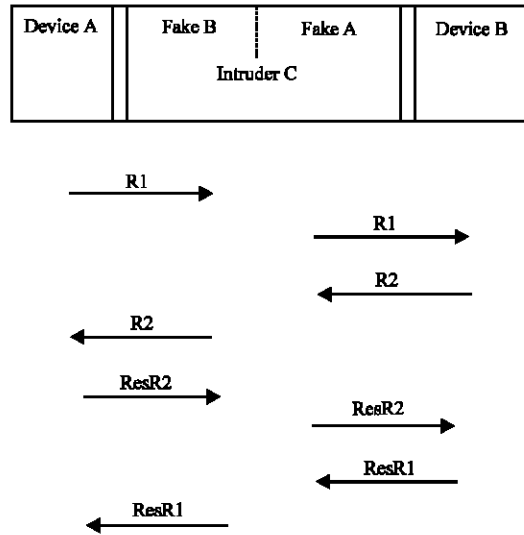 Device A
Fake B
Fake A
Device B
Intruder C
R1
R1
R2
R2
ResR2
ResR2
ResR1
ResR1